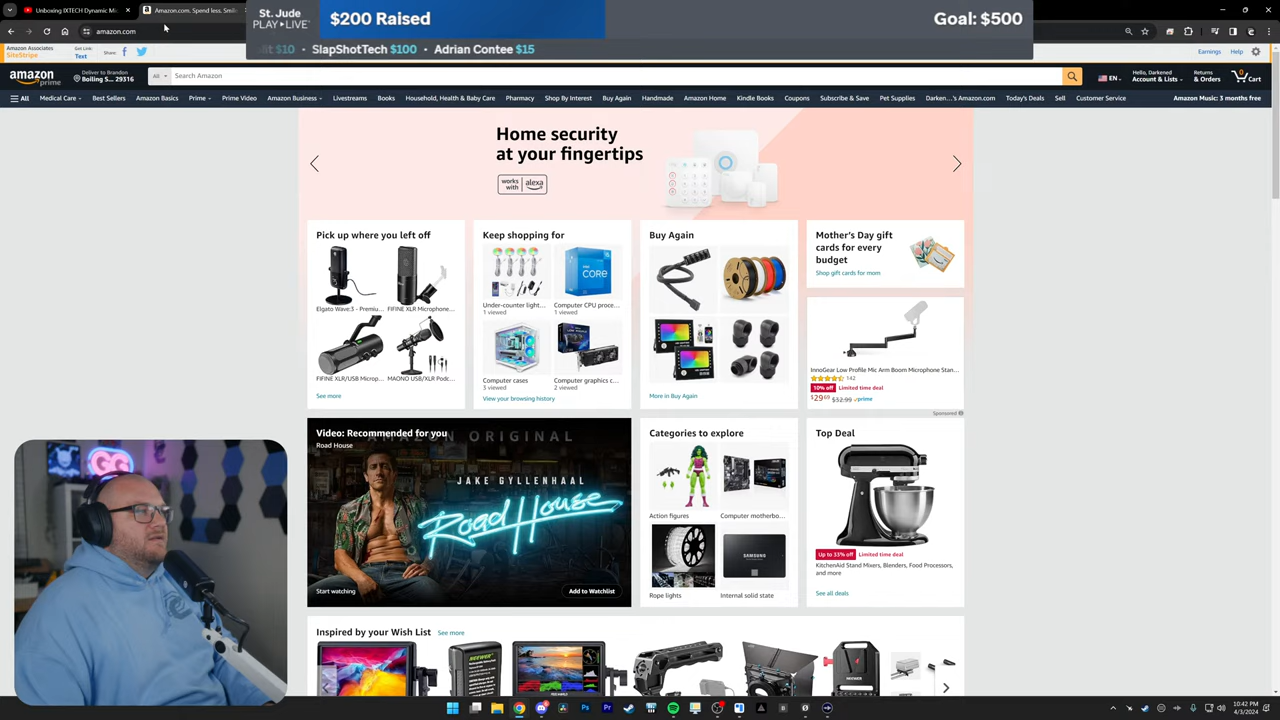 Unboxing IXTECH Dynamic Mi
Amazon.com. Spend less. Smile
St. Jude
PLAY LIVE
$200 Raised
Goal: $500
$10 • SlapShotTech $100 • Adrian Contee $15
amazon.com
Amazon Associates
SiteStripe
Get Link:
Text
Share:
Earnings
Help
amazon
prime
Deliver to Brandon
Boiling S... 29316
All
Search Amazon
EN
Hello, Darkened
Account & Lists
Returns
& Orders
0
Cart
All
Medical Care
Best Sellers
Amazon Basics
Prime
Prime Video
Amazon Business
Livestreams
Books
Household, Health & Baby Care
Pharmacy
Shop By Interest
Buy Again
Handmade
Amazon Home
Kindle Books
Coupons
Subscribe & Save
Pet Supplies
Darken...'s Amazon.com
Today's Deals
Sell
Customer Service
Amazon Music: 3 months free
Home security
at your fingertips
works with alexa
Pick up where you left off
Elgato Wave:3 - Premiu...
FIFINE XLR Microphone...
FIFINE XLR/USB Microp...
MAONO USB/XLR Podc...
See more
Keep shopping for
Under-counter light...
1 viewed
Computer CPU proce...
1 viewed
CORE
Computer cases
3 viewed
Computer graphics c...
2 viewed
View your browsing history
Buy Again
More in Buy Again
Mother's Day gift
cards for every
budget
Shop gift cards for mom
InnoGear Low Profile Mic Arm Boom Microphone Stan...
142
10% off
Limited time deal
$29 69
$32.99
prime
Sponsored
Video: Recommended for you
Road House
AMAZON ORIGINAL
JAKE GYLLENHAAL
Road House
Start watching
Add to Watchlist
Categories to explore
Action figures
Computer motherbo...
SAMSUNG
Rope lights
Internal solid state
Top Deal
Up to 33% off
Limited time deal
KitchenAid Stand Mixers, Blenders, Food Processors,
and more
See all deals
Inspired by your Wish List
See more
NEEWER
10:42 PM
4/3/2024